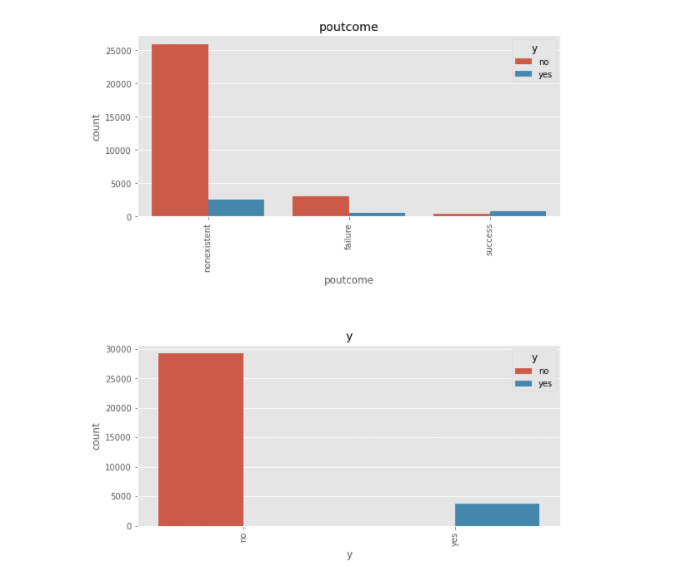 poutcome
y
no
yes
25000
20000
15000
10000
5000
0
count
nonexistent
failure
success
poutcome
y
y
no
yes
30000
25000
20000
15000
10000
5000
0
count
no
yes
y